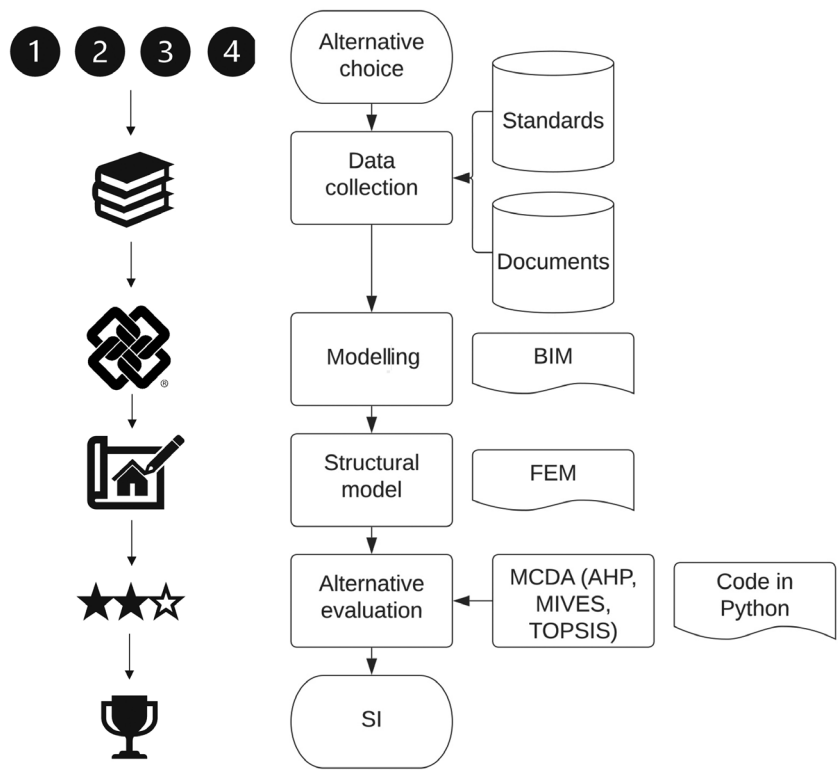 1 2 3 4
Alternative
choice
Standards
Data
collection
Documents
Modelling
BIM
®
Structural
model
FEM
Alternative
evaluation
MCDA (AHP,
MIVES,
TOPSIS)
Code in
Python
SI